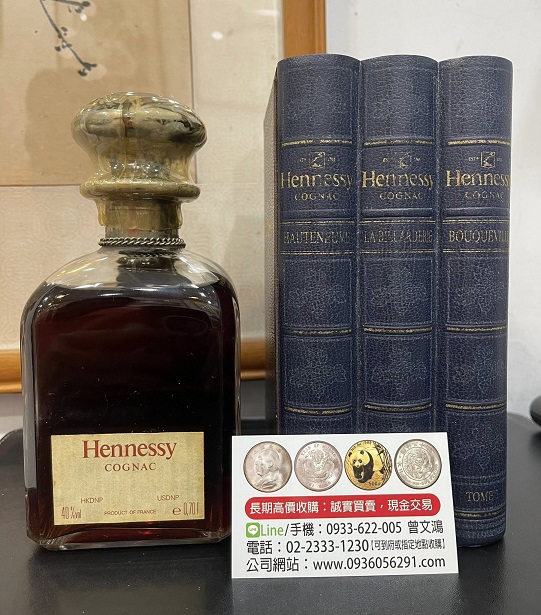 Hennessy
COGNAC
HKDNP USDNP
40%vol PRODUCT OF FRANCE e 0,70 l
Hennessy
COGNAC
HAUTENEUVE
Hennessy
COGNAC
LA BILLARDERIE
Hennessy
COGNAC
BOUQUEVILLE
TOME
長期高價收購：誠實買賣，現金交易
Line/手機：0933-622-005 曾文鴻
電話：02-2333-1230【可到府或指定地點收購】
公司網站：www.0936056291.com